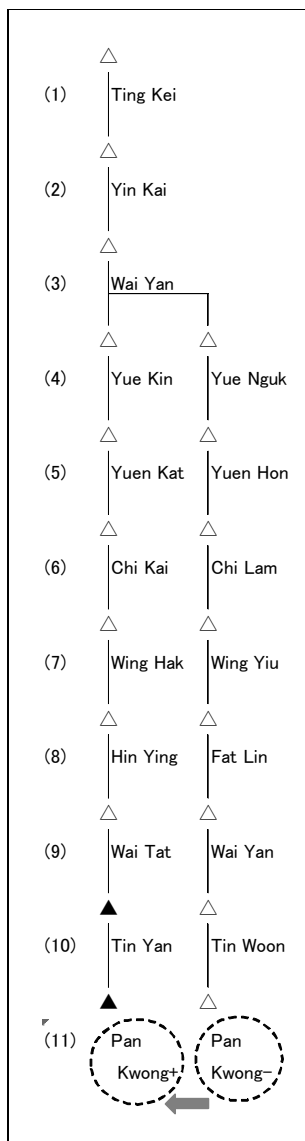 (1) Ting Kei
(2) Yin Kai
(3) Wai Yan
(4) Yue Kin Yue Nguk
(5) Yuen Kat Yuen Hon
(6) Chi Kai Chi Lam
(7) Wing Hak Wing Yiu
(8) Hin Ying Fat Lin
(9) Wai Tat Wai Yan
(10) Tin Yan Tin Woon
(11) Pan Pan
Kwong+ Kwong-